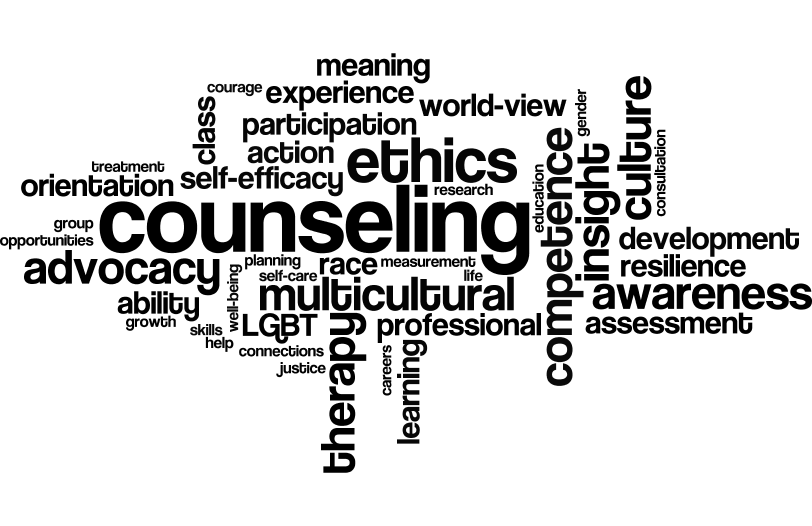 meaning
courage
experience
world-view
class
participation
gender
culture
action
ethics
treatment
orientation
self-efficacy
research
education
competence
insight
consultation
counseling
group
opportunities
development
advocacy
planning
race
measurement
resilience
self-care
life
well-being
multicultural
awareness
ability
growth
skills
LGBT
professional
assessment
help
connections
justice
therapy
careers
learning